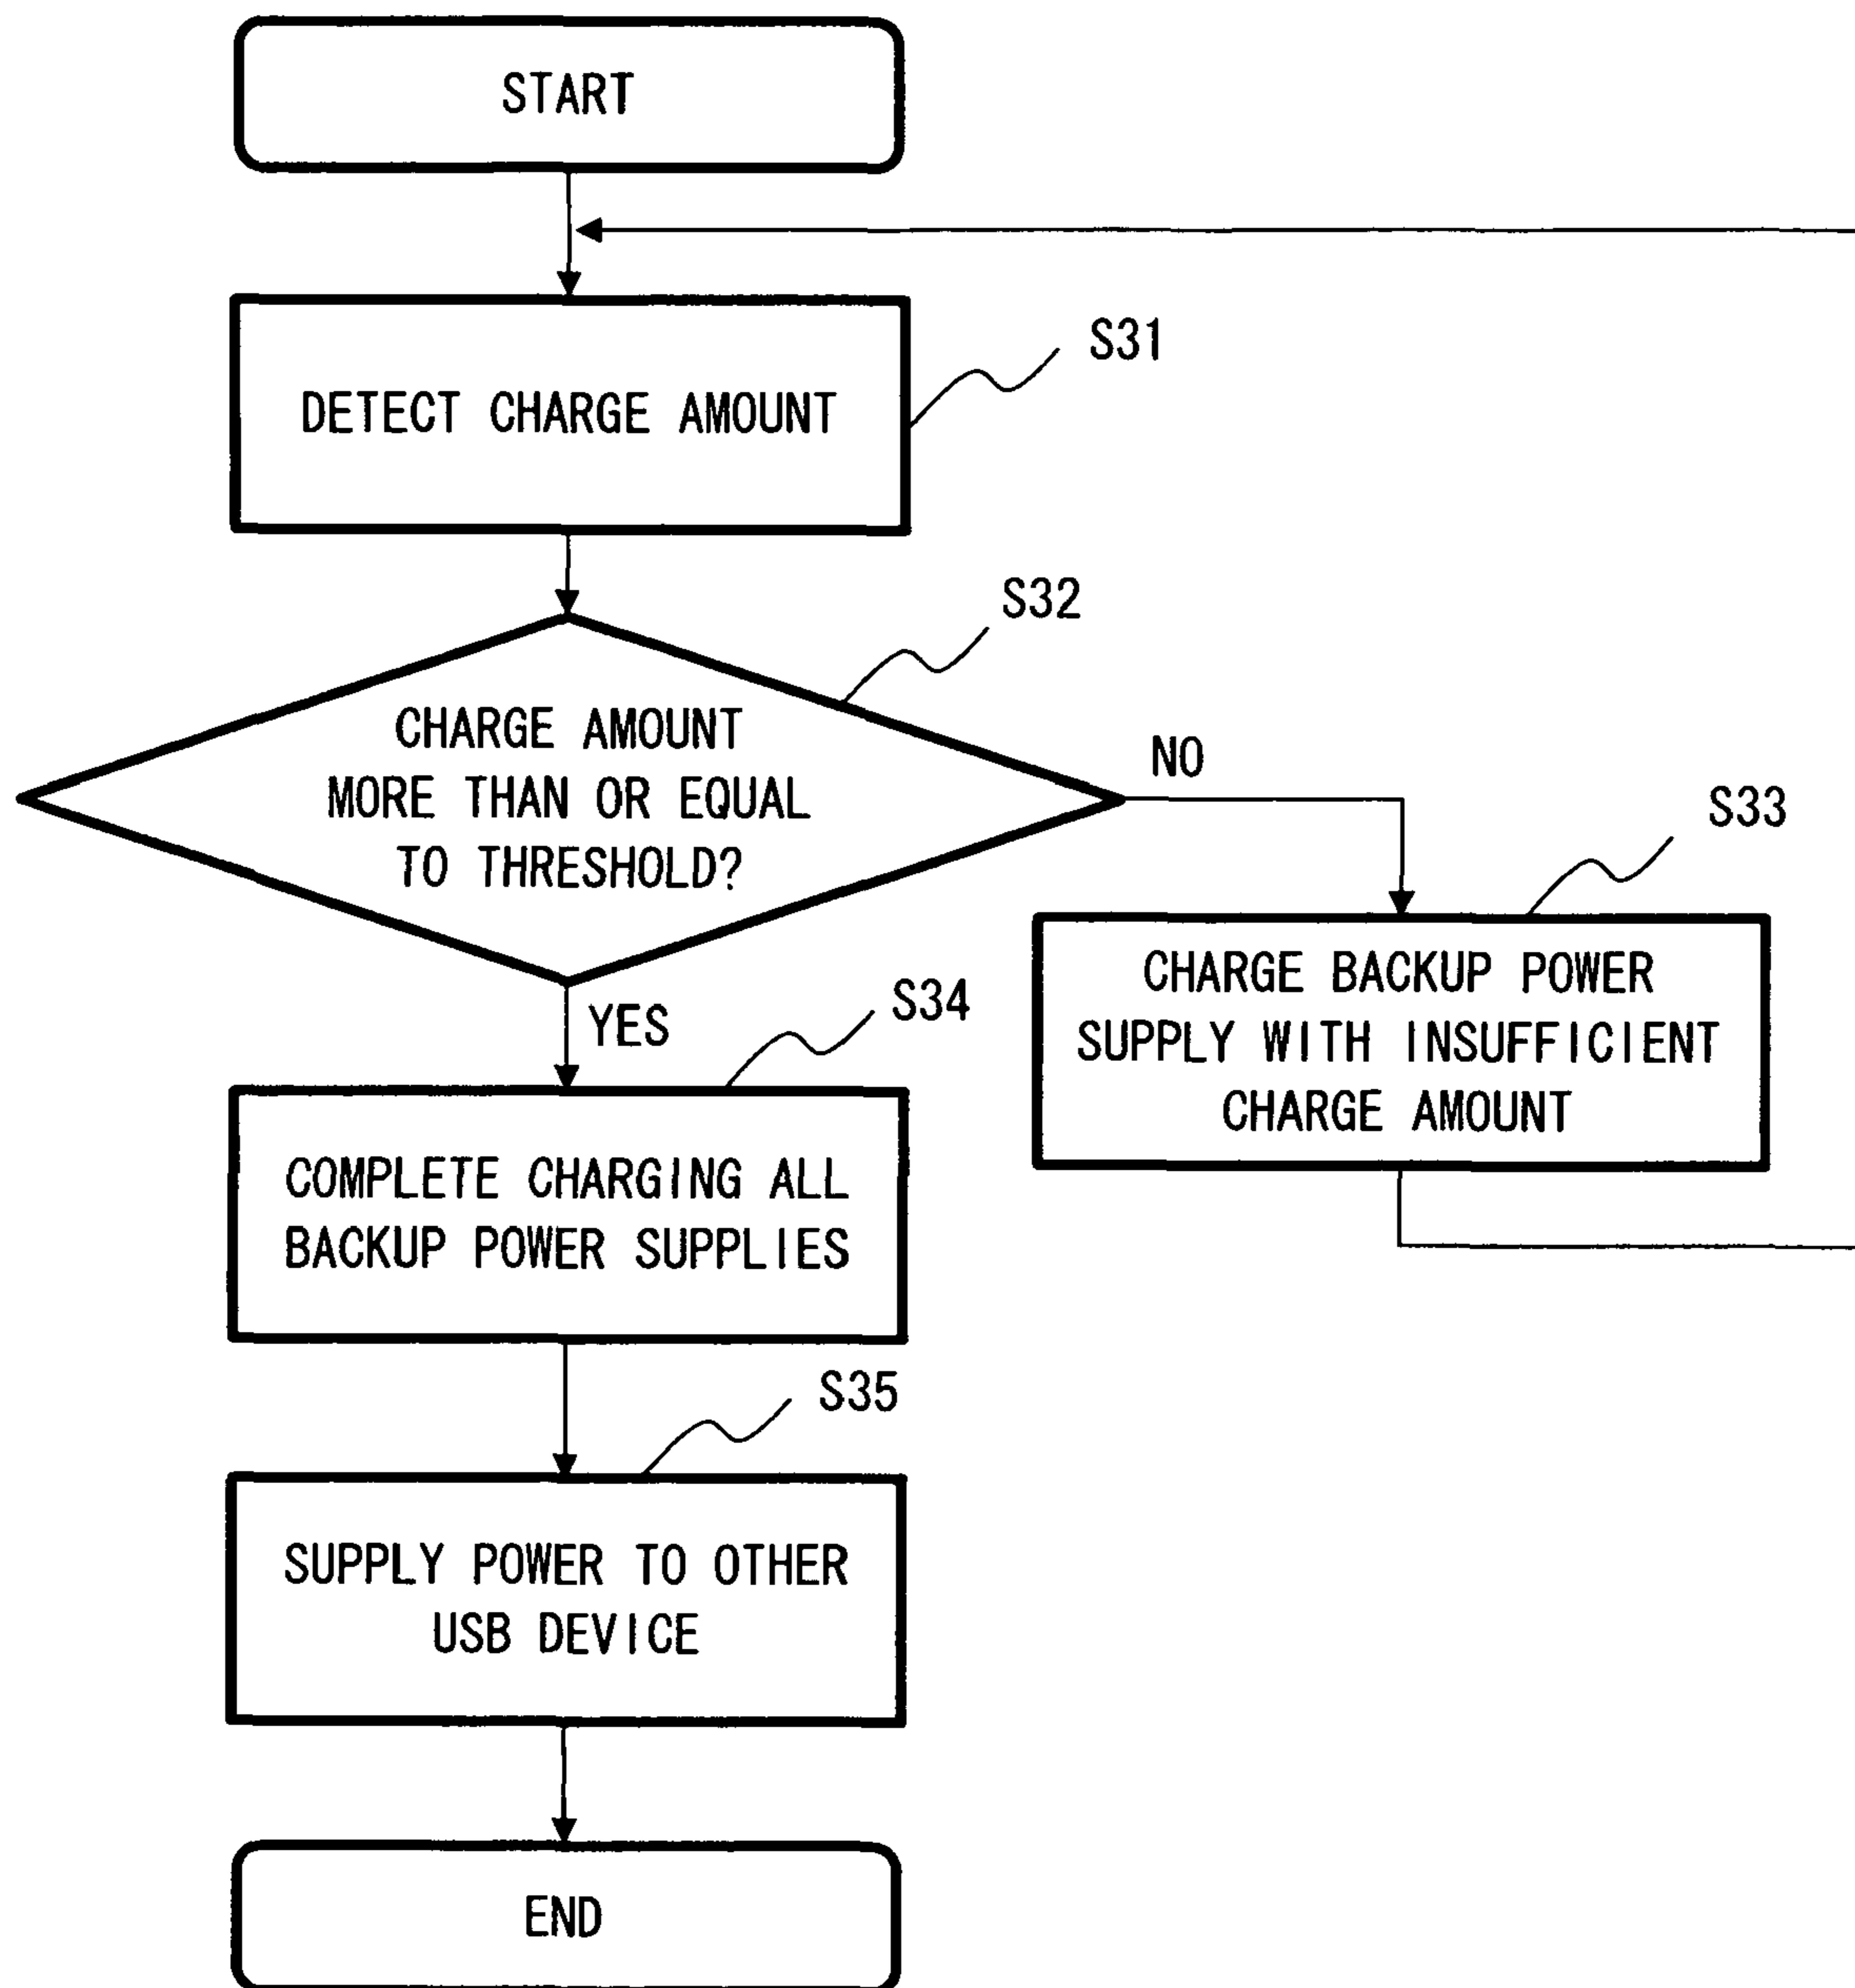 START
S31
DETECT CHARGE AMOUNT
S32
CHARGE AMOUNT
MORE THAN OR EQUAL
TO THRESHOLD?
NO
S33
CHARGE BACKUP POWER
SUPPLY WITH INSUFFICIENT
CHARGE AMOUNT
YES
S34
COMPLETE CHARGING ALL
BACKUP POWER SUPPLIES
S35
SUPPLY POWER TO OTHER
USB DEVICE
END